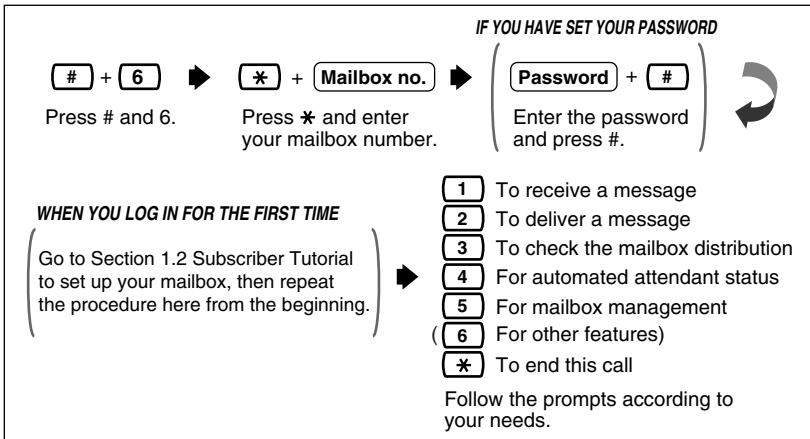 IF YOU HAVE SET YOUR PASSWORD
# + 6
Press # and 6.
* + Mailbox no.
Press * and enter
your mailbox number.
Password + #
Enter the password
and press #.
WHEN YOU LOG IN FOR THE FIRST TIME
Go to Section 1.2 Subscriber Tutorial
to set up your mailbox, then repeat
the procedure here from the beginning.
1 To receive a message
2 To deliver a message
3 To check the mailbox distribution
4 For automated attendant status
5 For mailbox management
(6 For other features)
* To end this call
Follow the prompts according to
your needs.